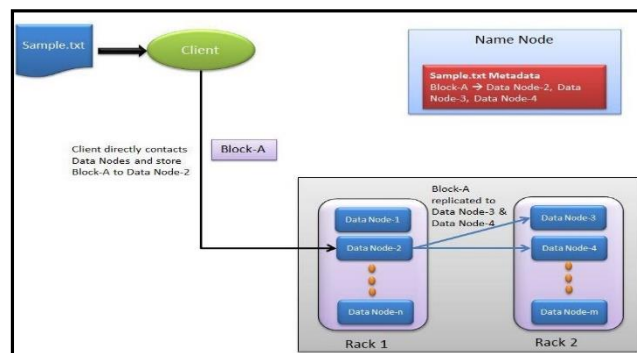 Sample.txt
Client
Name Node
Sample.txt Metadata
Block-A → Data Node-2, Data
Node-3, Data Node-4
Client directly contacts
Data Nodes and store
Block-A to Data Node-2
Block-A
Block-A
replicated to
Data Node-3 &
Data Node-4
Data Node-1
Data Node-2
Data Node-n
Rack 1
Data Node-3
Data Node-4
Data Node-m
Rack 2